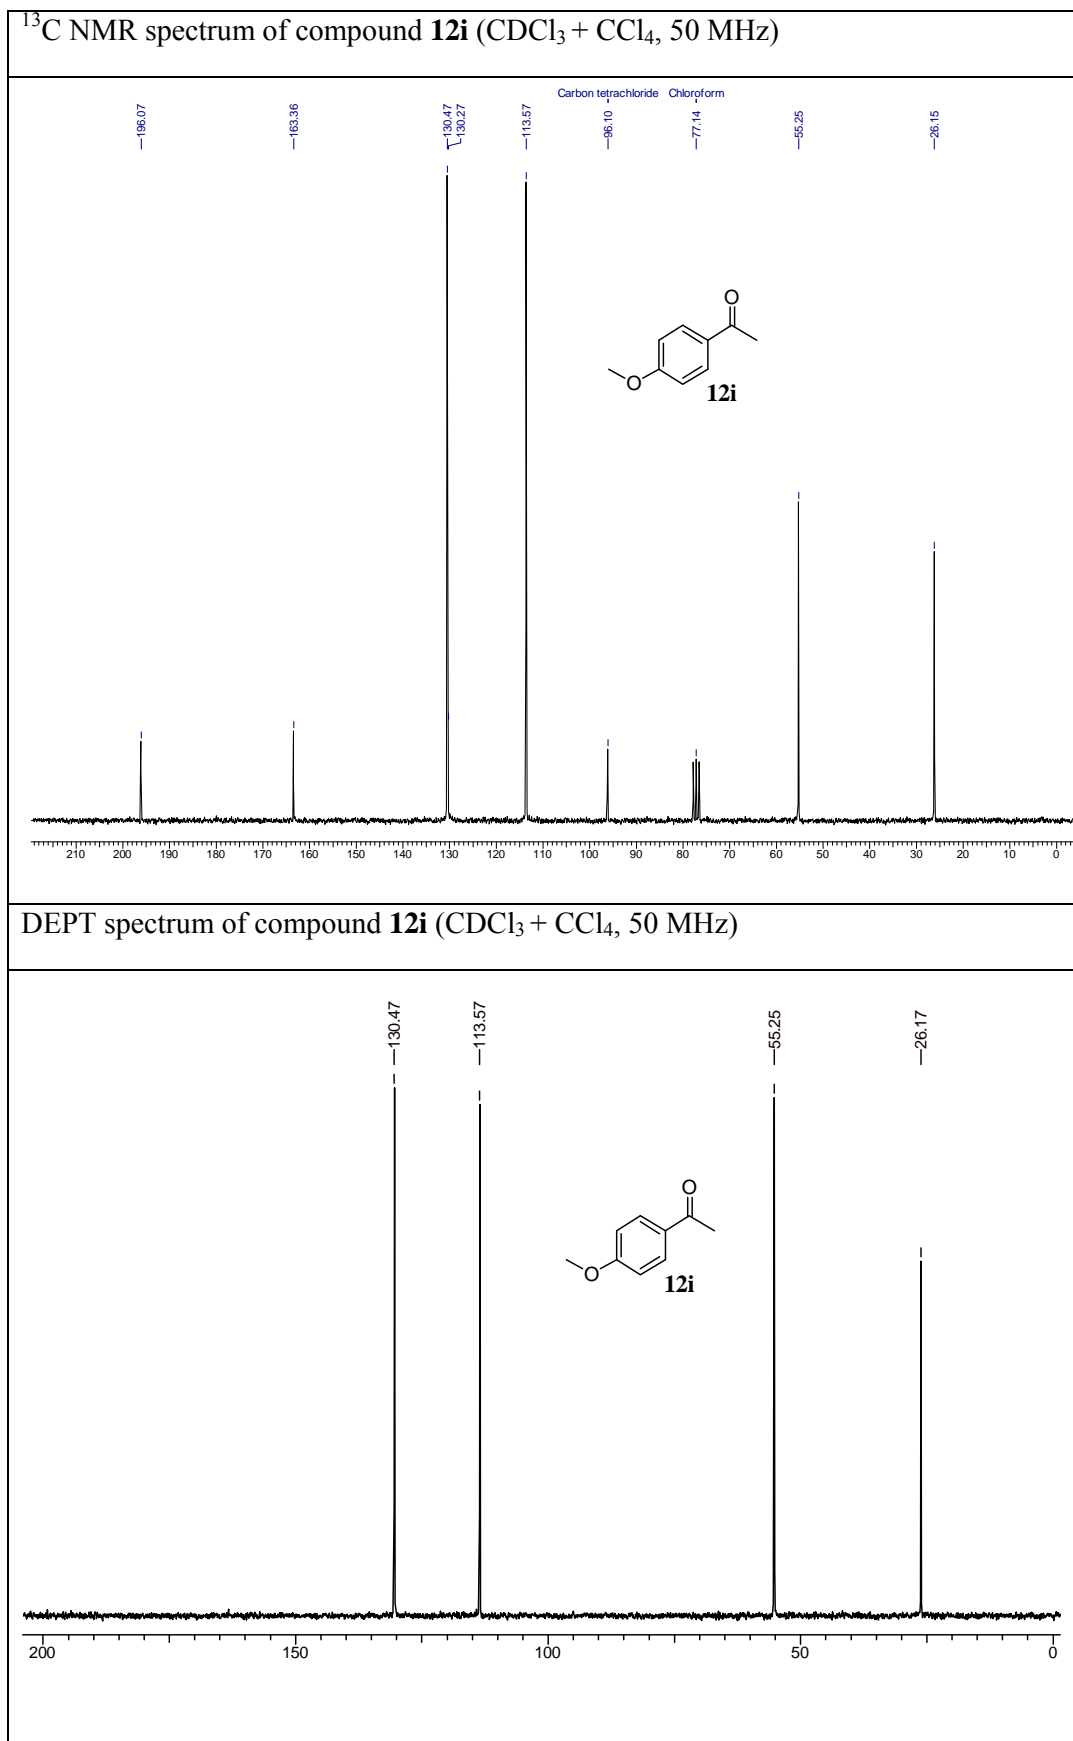 ¹³C NMR spectrum of compound 12i (CDCl₃ + CCl₄, 50 MHz)
Carbon tetrachloride Chloroform
196.07 163.36 130.47 130.27 113.57 96.10 77.14 55.25 26.15
O
O
12i
210 200 190 180 170 160 150 140 130 120 110 100 90 80 70 60 50 40 30 20 10 0
DEPT spectrum of compound 12i (CDCl₃ + CCl₄, 50 MHz)
130.47 113.57 55.25 26.17
O
O
12i
200 150 100 50 0